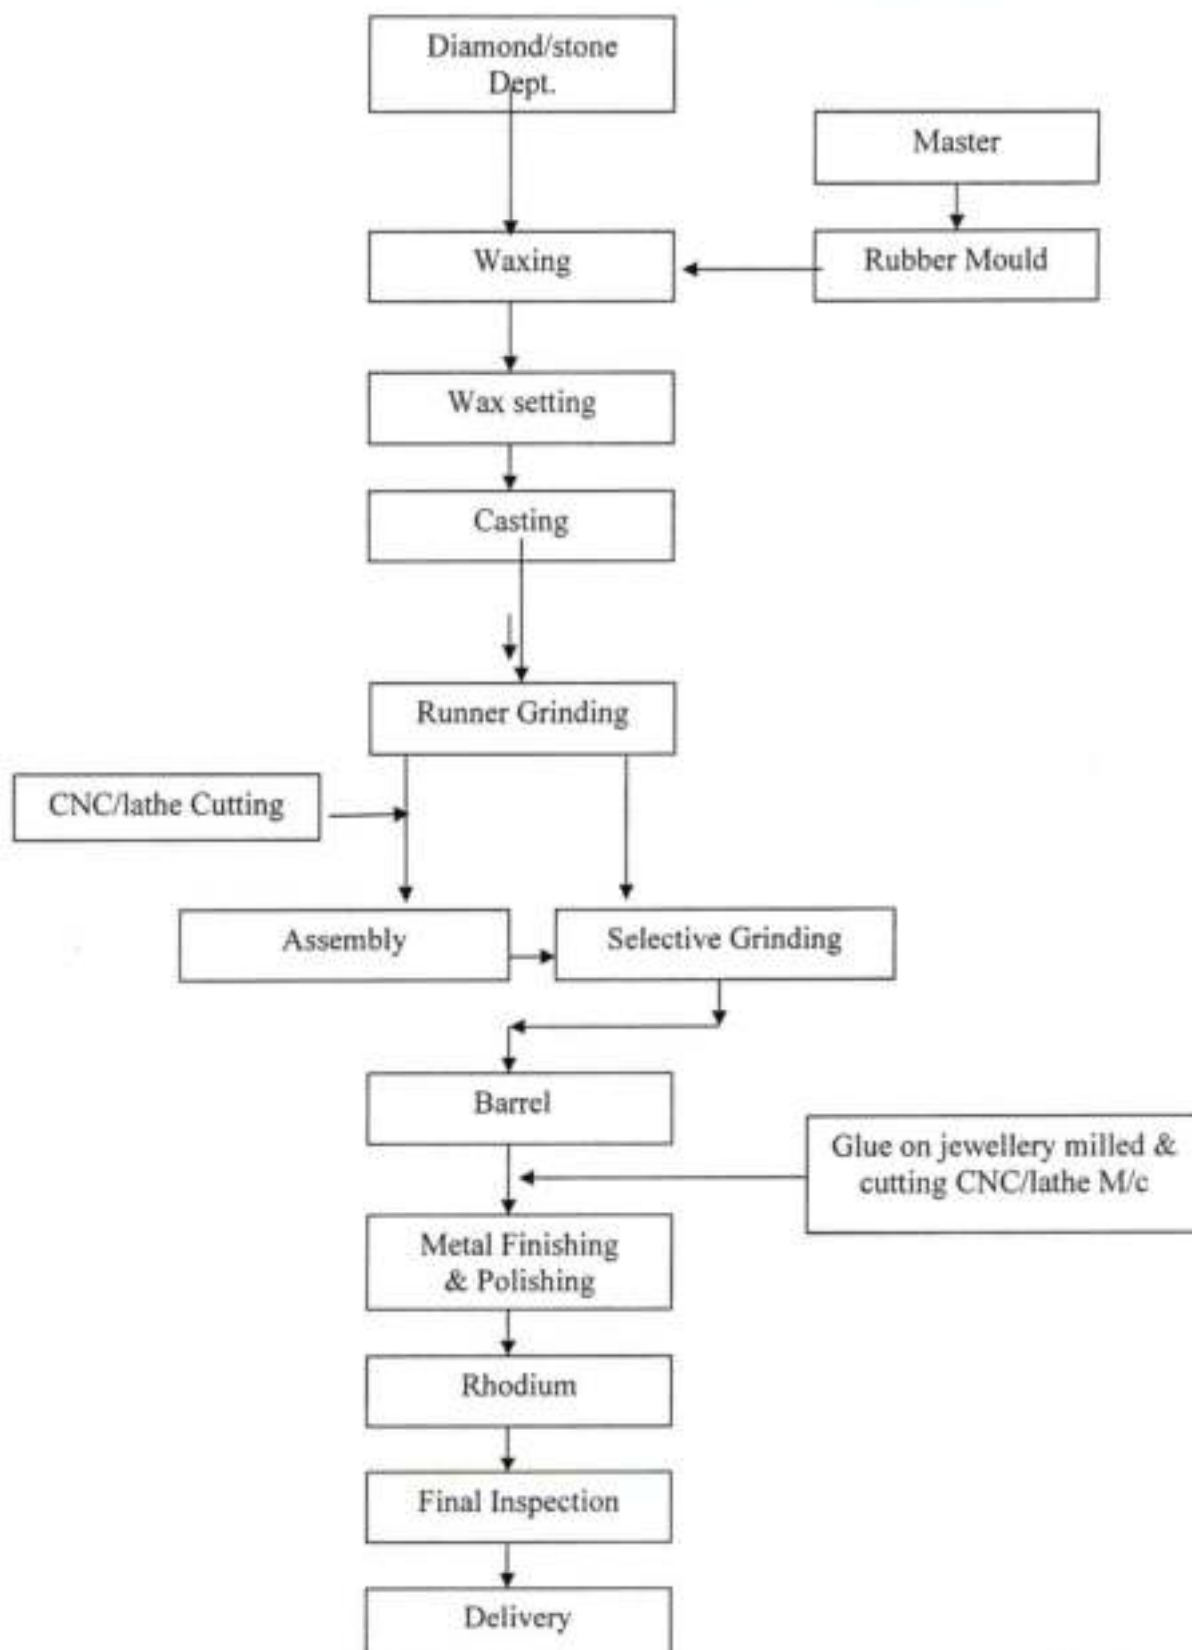 Diamond/stone
Dept.
Master
Waxing
Rubber Mould
Wax setting
Casting
Runner Grinding
CNC/lathe Cutting
Assembly
Selective Grinding
Barrel
Glue on jewellery milled &
cutting CNC/lathe M/c
Metal Finishing
& Polishing
Rhodium
Final Inspection
Delivery